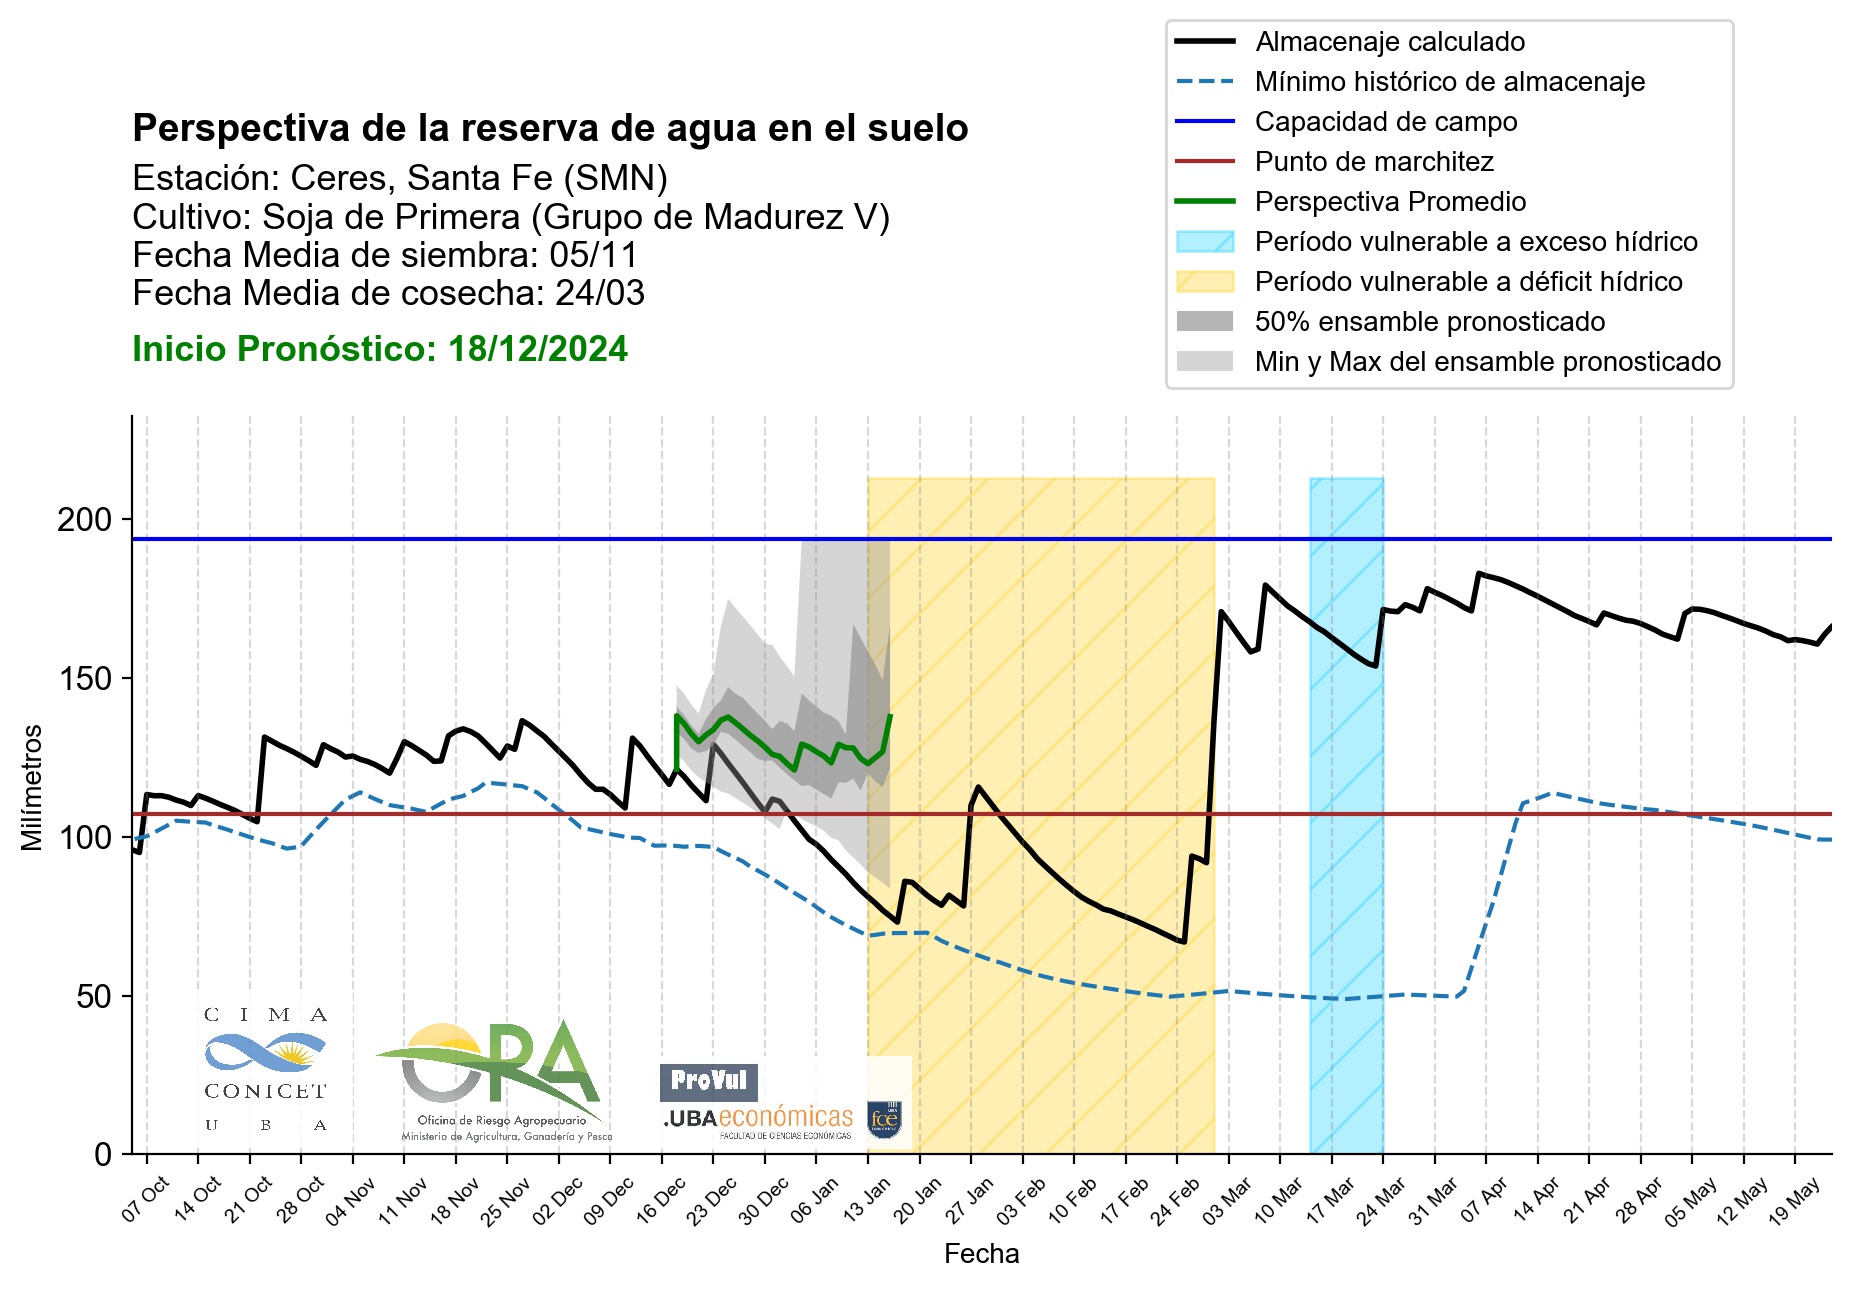 Almacenaje calculado
Mínimo histórico de almacenaje
Capacidad de campo
Punto de marchitez
Perspectiva Promedio
Período vulnerable a exceso hídrico
Período vulnerable a déficit hídrico
50% ensamble pronosticado
Min y Max del ensamble pronosticado
Perspectiva de la reserva de agua en el suelo
Estación: Ceres, Santa Fe (SMN)
Cultivo: Soja de Primera (Grupo de Madurez V)
Fecha Media de siembra: 05/11
Fecha Media de cosecha: 24/03
Inicio Pronóstico: 18/12/2024
Milímetros
200
150
100
50
0
CIMA
CONICET
UBA
ORA
Oficina de Riesgo Agropecuario
Ministerio de Agricultura, Ganadería y Pesca
ProVul
.UBAeconómicas
FACULTAD DE CIENCIAS ECONÓMICAS
UBA
fce
ECONÓMICAS
07 Oct
14 Oct
21 Oct
28 Oct
04 Nov
11 Nov
18 Nov
25 Nov
02 Dec
09 Dec
16 Dec
23 Dec
30 Dec
06 Jan
13 Jan
20 Jan
27 Jan
03 Feb
10 Feb
17 Feb
24 Feb
03 Mar
10 Mar
17 Mar
24 Mar
31 Mar
07 Apr
14 Apr
21 Apr
28 Apr
05 May
12 May
19 May
Fecha